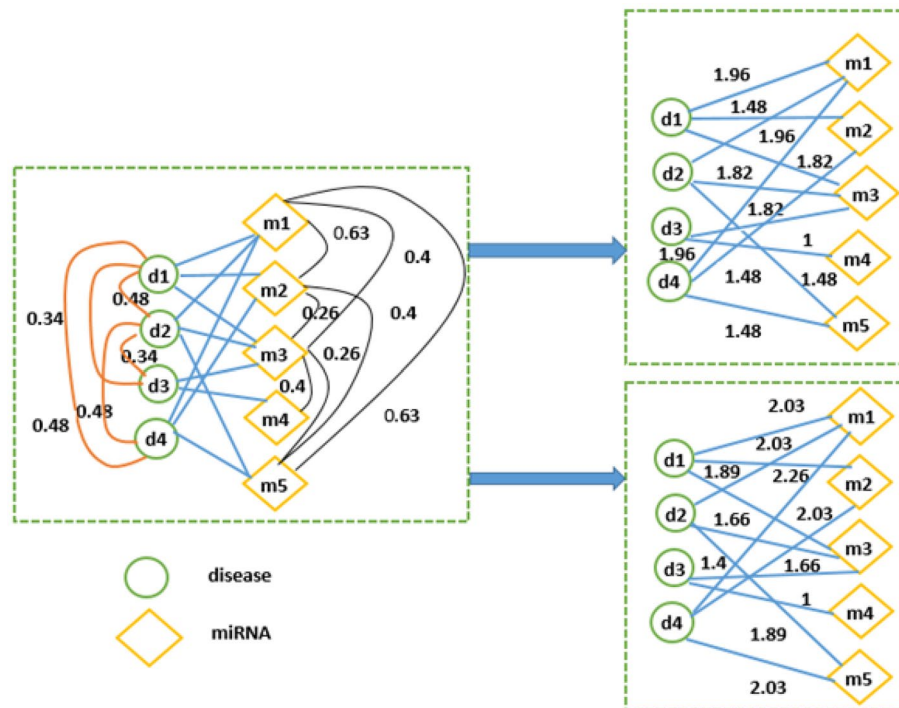 m1
0.63
0.4
d1
m2
0.48
0.26
0.4
0.34
d2
m3
0.26
0.34
d3
0.4
m4
0.48
0.48
d4
0.63
m5
disease
miRNA
m1
1.96
d1
1.48
m2
1.96
1.82
d2
1.82
m3
1.82
d3
1
m4
1.96
d4
1.48
1.48
1.48
m5
2.03
m1
2.03
d1
1.89
2.26
m2
d2
1.66
2.03
m3
d3
1.4
1.66
1
m4
d4
1.89
m5
2.03